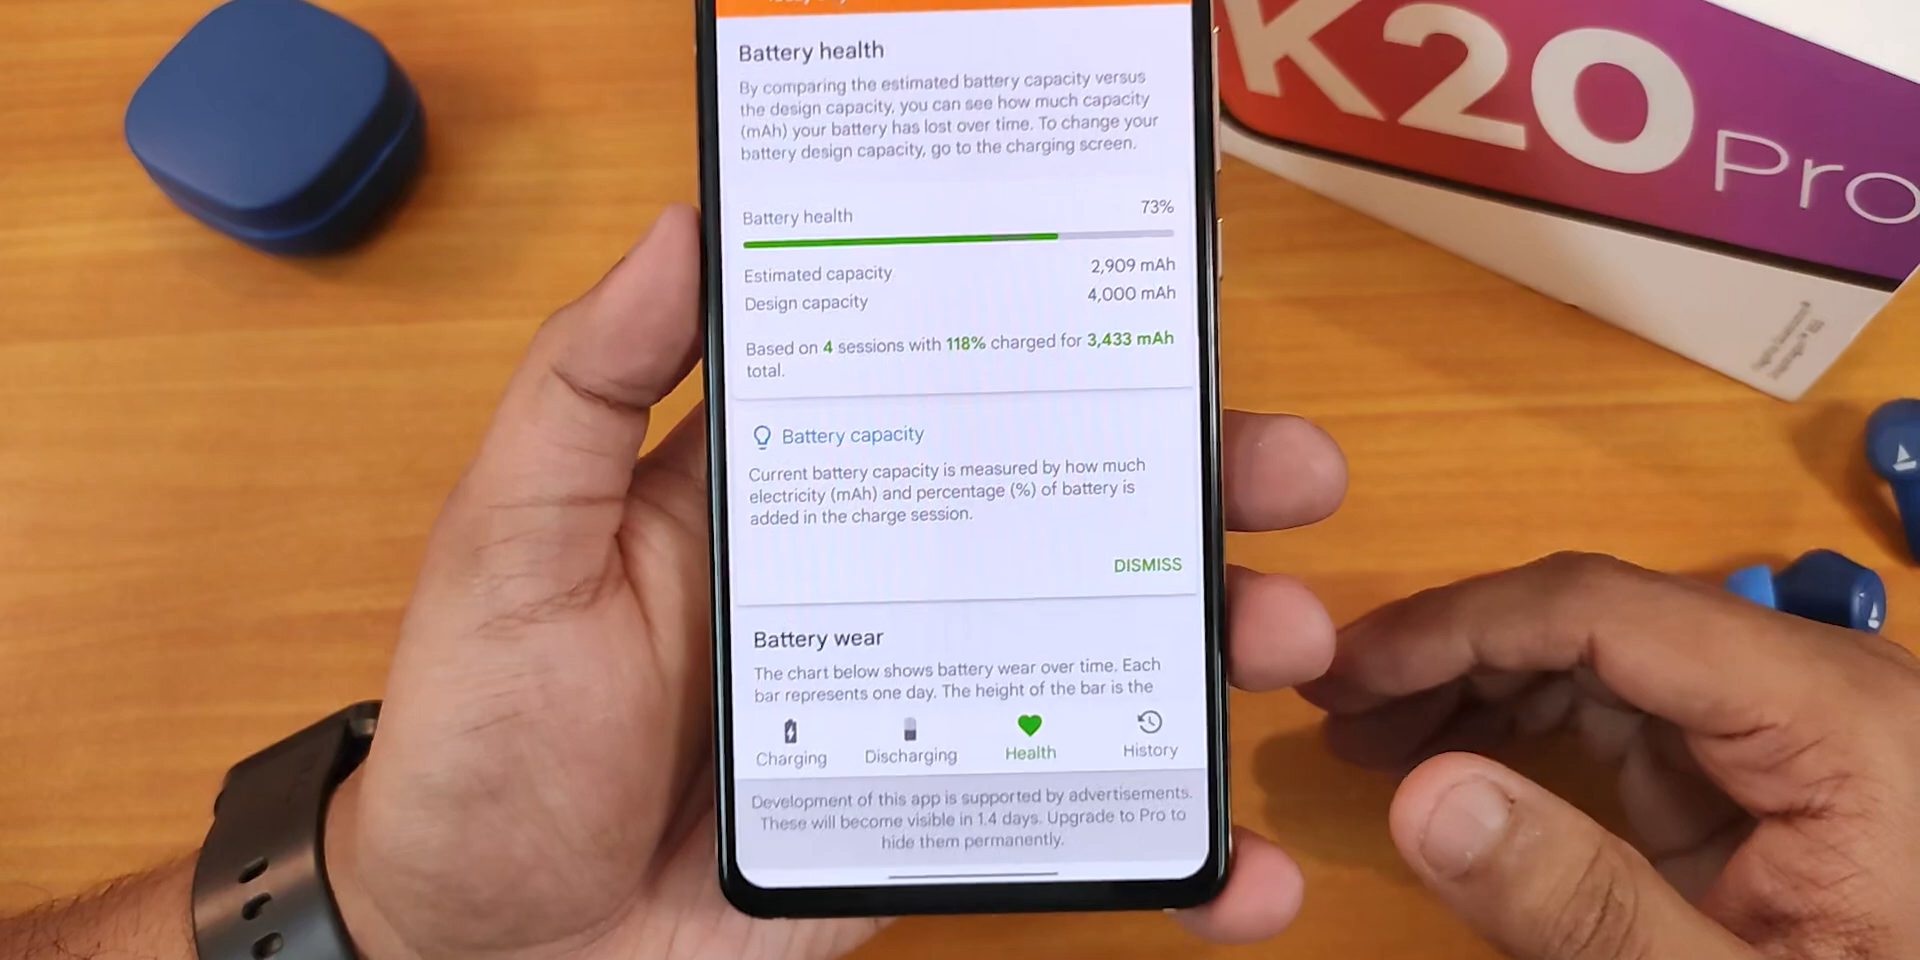 Battery health
By comparing the estimated battery capacity versus
the design capacity, you can see how much capacity
(mAh) your battery has lost over time. To change your
battery design capacity, go to the charging screen.
Battery health 73%
Estimated capacity 2,909 mAh
Design capacity 4,000 mAh
Based on 4 sessions with 118% charged for 3,433 mAh
total.
Battery capacity
Current battery capacity is measured by how much
electricity (mAh) and percentage (%) of battery is
added in the charge session.
DISMISS
Battery wear
The chart below shows battery wear over time. Each
bar represents one day. The height of the bar is the
Charging Discharging Health History
Development of this app is supported by advertisements.
These will become visible in 1.4 days. Upgrade to Pro to
hide them permanently.
K20 Pro